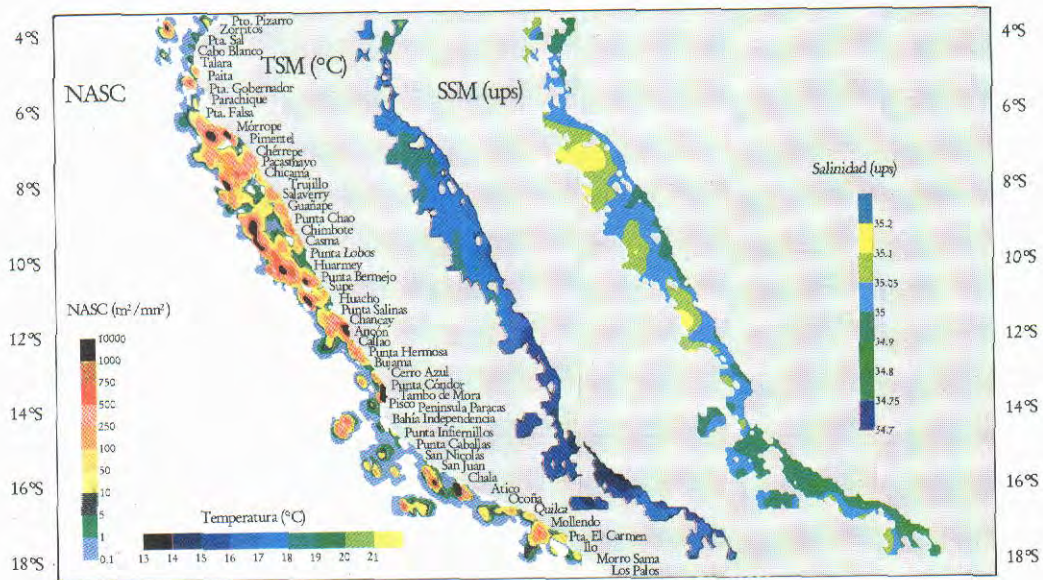 4°S
6°S
8°S
10°S
12°S
14°S
16°S
18°S
NASC
TSM (°C)
SSM (ups)
Pto. Pizarro
Zorritos
Pta. Sal
Cabo Blanco
Talara
Paita
Pta. Gobernador
Parachique
Pta. Falsa
Mórrope
Pimentel
Chérrepe
Pacasmayo
Chicama
Trujillo
Salaverry
Guañape
Punta Chao
Chimbote
Casma
Punta Lobos
Huarmey
Punta Bermejo
Supe
Huacho
Punta Salinas
Chancay
Ancón
Callao
Punta Hermosa
Bujama
Cerro Azul
Punta Cóndor
Tambo de Mora
Pisco
Península Paracas
Bahía Independencia
Punta Infiernillos
Punta Caballas
San Nicolás
San Juan
Chala
Atico
Ocoña
Quilca
Mollendo
Pta. El Carmen
Ilo
Morro Sama
Los Palos
NASC (m²/mn²)
10000
1000
750
500
250
100
50
10
5
1
0.1
Temperatura (°C)
13 14 15 16 17 18 19 20 21
Salinidad (ups)
35.2
35.1
35.05
35
34.9
34.8
34.75
34.7
4°S
6°S
8°S
10°S
12°S
14°S
16°S
18°S